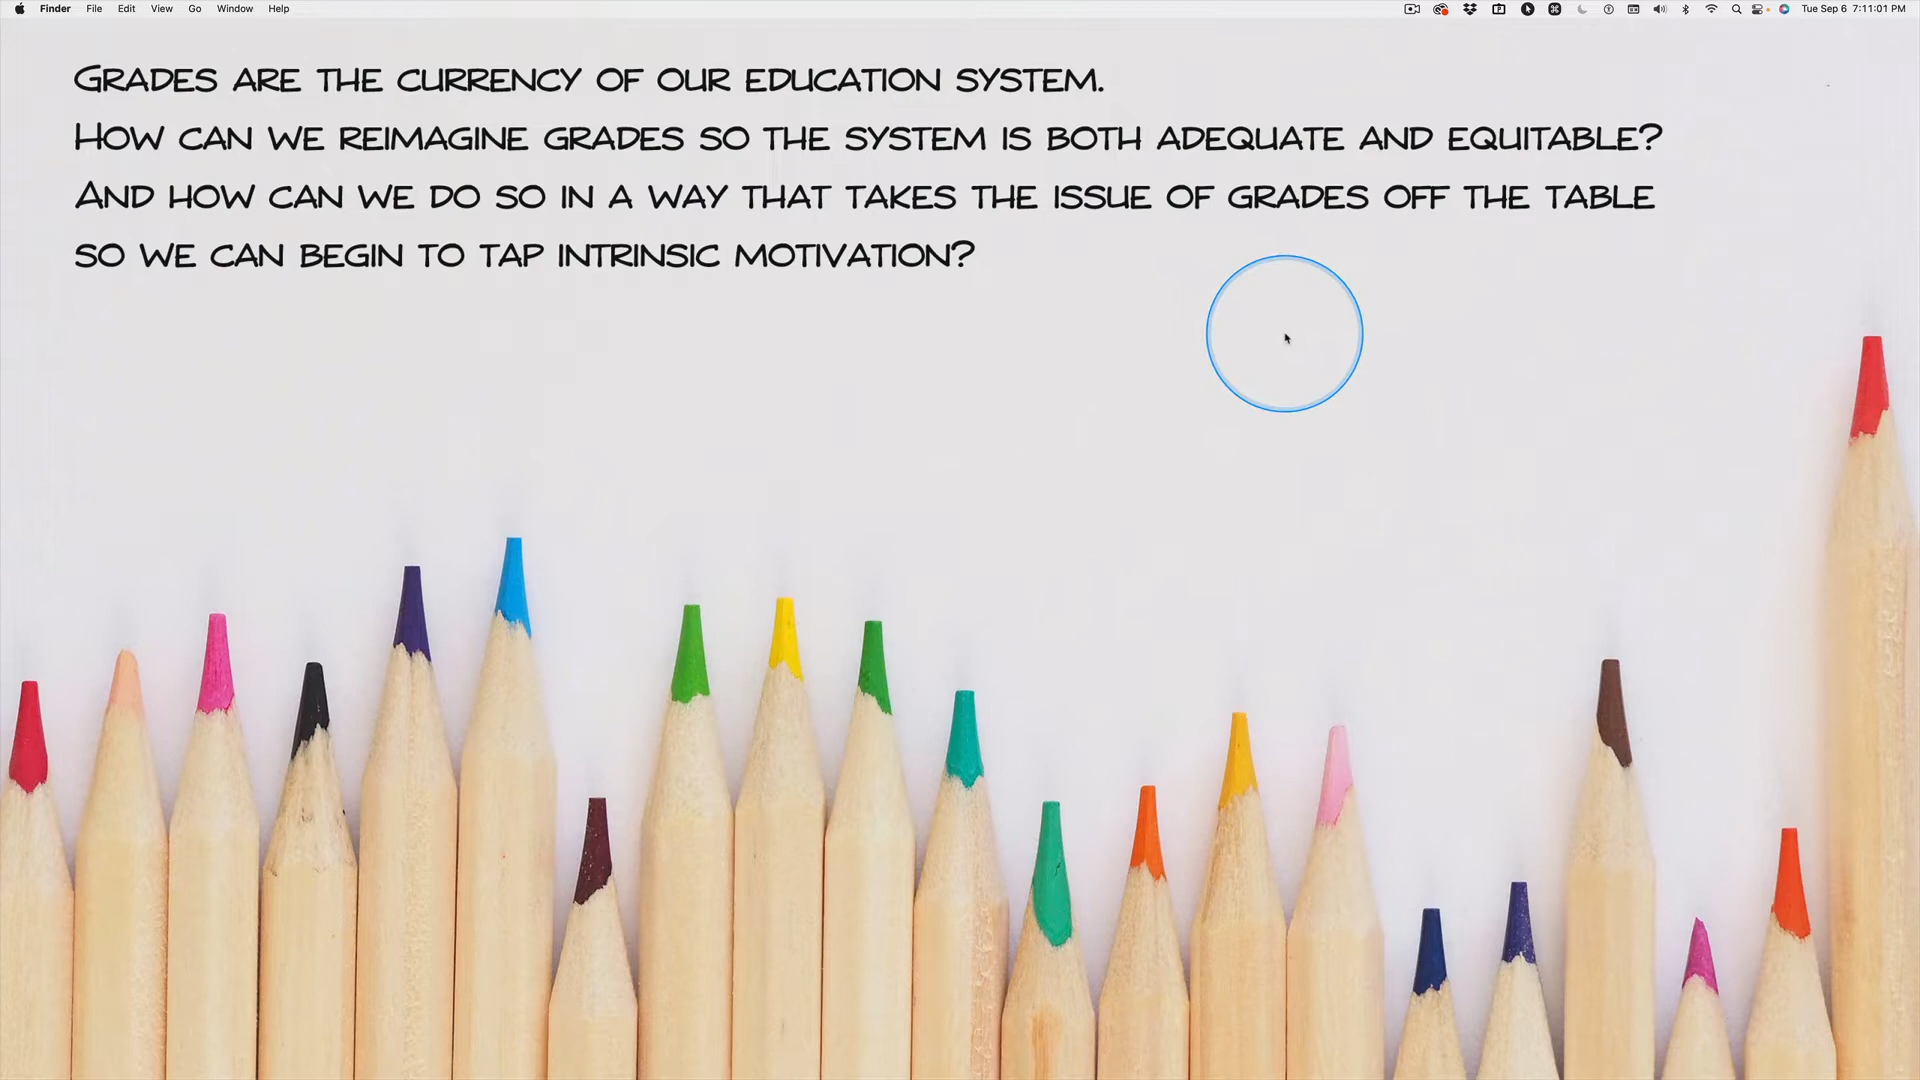 Finder File Edit View Go Window Help Tue Sep 6 7:11:01 PM
Grades are the currency of our education system.
How can we reimagine grades so the system is both adequate and equitable?
And how can we do so in a way that takes the issue of grades off the table
so we can begin to tap intrinsic motivation?